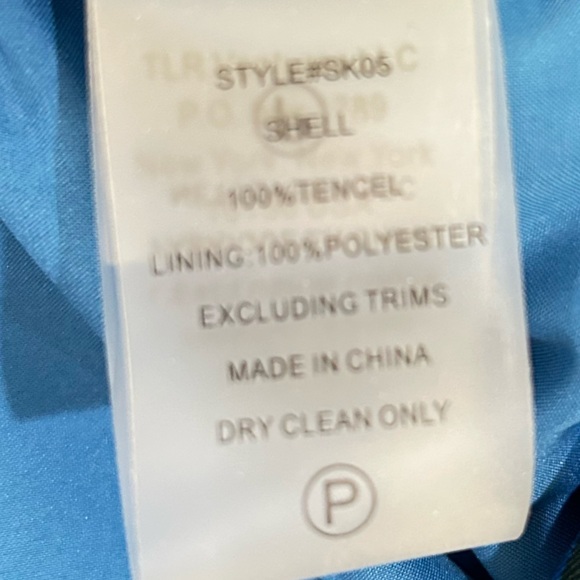 STYLE#SK05
SHELL
100%TENCEL
LINING:100%POLYESTER
EXCLUDING TRIMS
MADE IN CHINA
DRY CLEAN ONLY
P